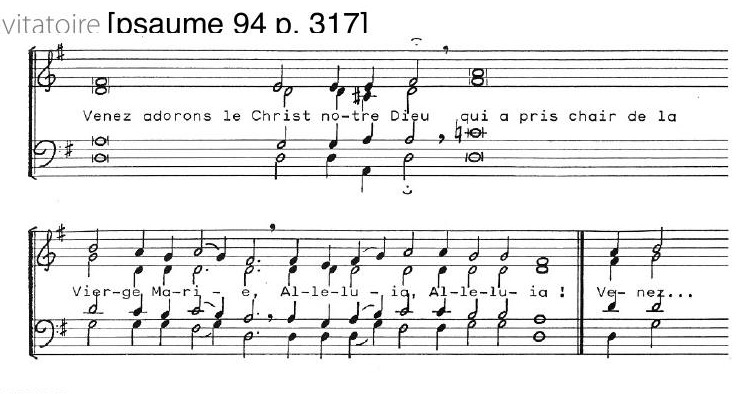 vitatoire [psaume 94 p. 317]
Venez adorons le Christ no-tre Dieu qui a pris chair de la
Vier-ge Ma-ri - e, Al-le-lu - ia, Al-le-lu- ia ! Ve- nez...